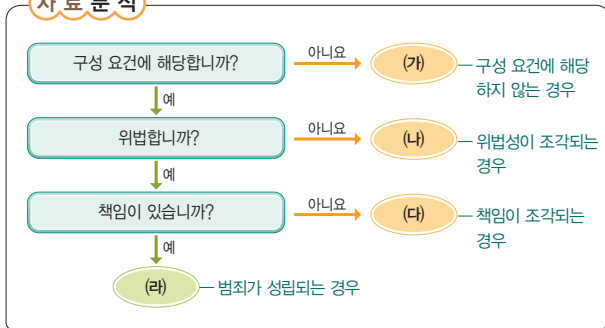 자료분석
구성 요건에 해당합니까?
아니요
(가)
구성 요건에 해당
하지 않는 경우
예
위법합니까?
아니요
(나)
위법성이 조각되는
경우
예
책임이 있습니까?
아니요
(다)
책임이 조각되는
경우
예
(라)
범죄가 성립되는 경우